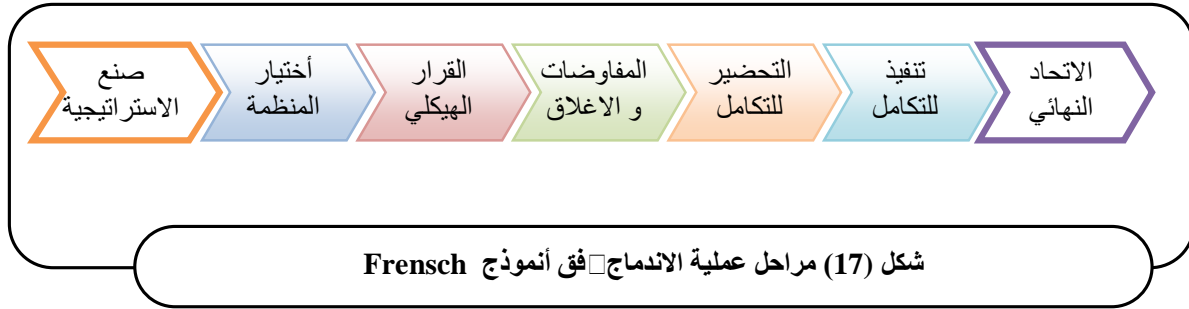 صنع
الاستراتيجية
أختيار
المنظمة
القرار
الهيكلي
المفاوضات
و الاغلاق
التحضير
للتكامل
تنفيذ
للتكامل
الاتحاد
النهائي
شكل (17) مراحل عملية الاندماج□فق أنموذج Frensch